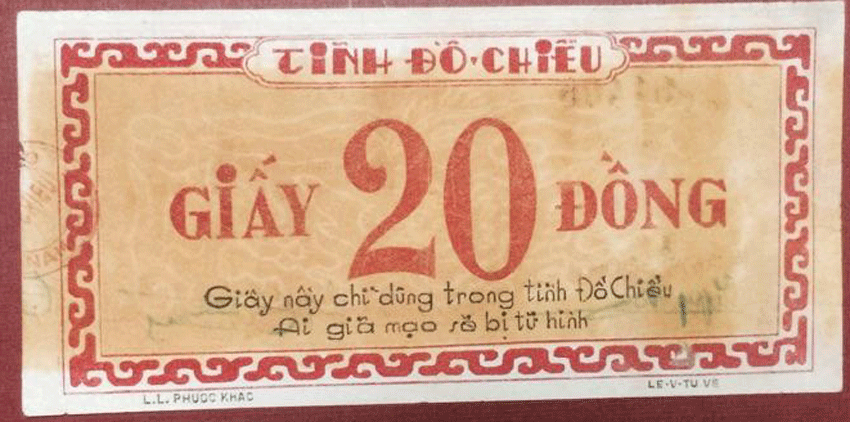 TỈNH ĐỒ-CHIỂU
GIẤY 20 ĐỒNG
Giấy nầy chỉ dùng trong tỉnh Đồ Chiểu
Ai giả mạo sẽ bị tử hình
L.L. PHUOC KHAC
LE-V-TU VE